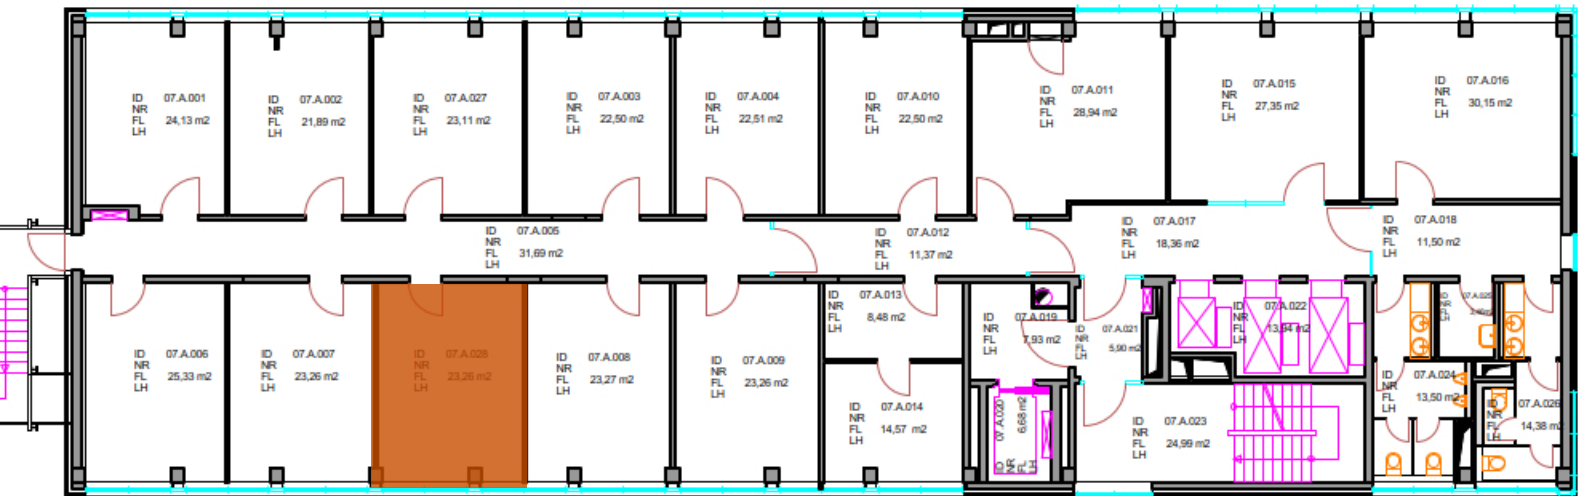 ID 07.A.001
NR
FL 24,13 m2
LH
ID 07.A.002
NR
FL 21,89 m2
LH
ID 07.A.027
NR
FL 23,11 m2
LH
ID 07.A.003
NR
FL 22,50 m2
LH
ID 07.A.004
NR
FL 22,51 m2
LH
ID 07.A.010
NR
FL 22,50 m2
LH
ID 07.A.011
NR
FL 28,94 m2
LH
ID 07.A.015
NR
FL 27,35 m2
LH
ID 07.A.016
NR
FL 30,15 m2
LH
ID 07.A.005
NR
FL 31,69 m2
LH
ID 07.A.012
NR
FL 11,37 m2
LH
ID 07.A.017
NR
FL 18,36 m2
LH
ID 07.A.018
NR
FL 11,50 m2
LH
ID 07.A.006
NR
FL 25,33 m2
LH
ID 07.A.007
NR
FL 23,26 m2
LH
ID 07.A.028
NR
FL 23,26 m2
LH
ID 07.A.008
NR
FL 23,27 m2
LH
ID 07.A.009
NR
FL 23,26 m2
LH
ID 07.A.013
NR
FL 8,48 m2
LH
ID 07.A.014
NR
FL 14,57 m2
LH
ID 07.A.019
NR
FL 7,93 m2
LH
ID 07.A.020
NR
FL 6,68 m2
LH
ID 07.A.021
NR
FL 5,90 m2
LH
ID 07.A.022
NR
FL 13,94 m2
LH
ID 07.A.023
NR
FL 24,99 m2
LH
ID 07.A.025
NR
FL
LH
ID 07.A.024
NR
FL 13,50 m2
LH
ID 07.A.026
NR
FL 14,38 m2
LH